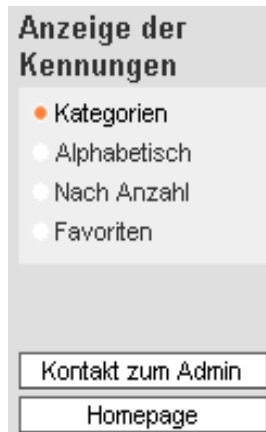 Anzeige der
Kennungen
Kategorien
Alphabetisch
Nach Anzahl
Favoriten
Kontakt zum Admin
Homepage